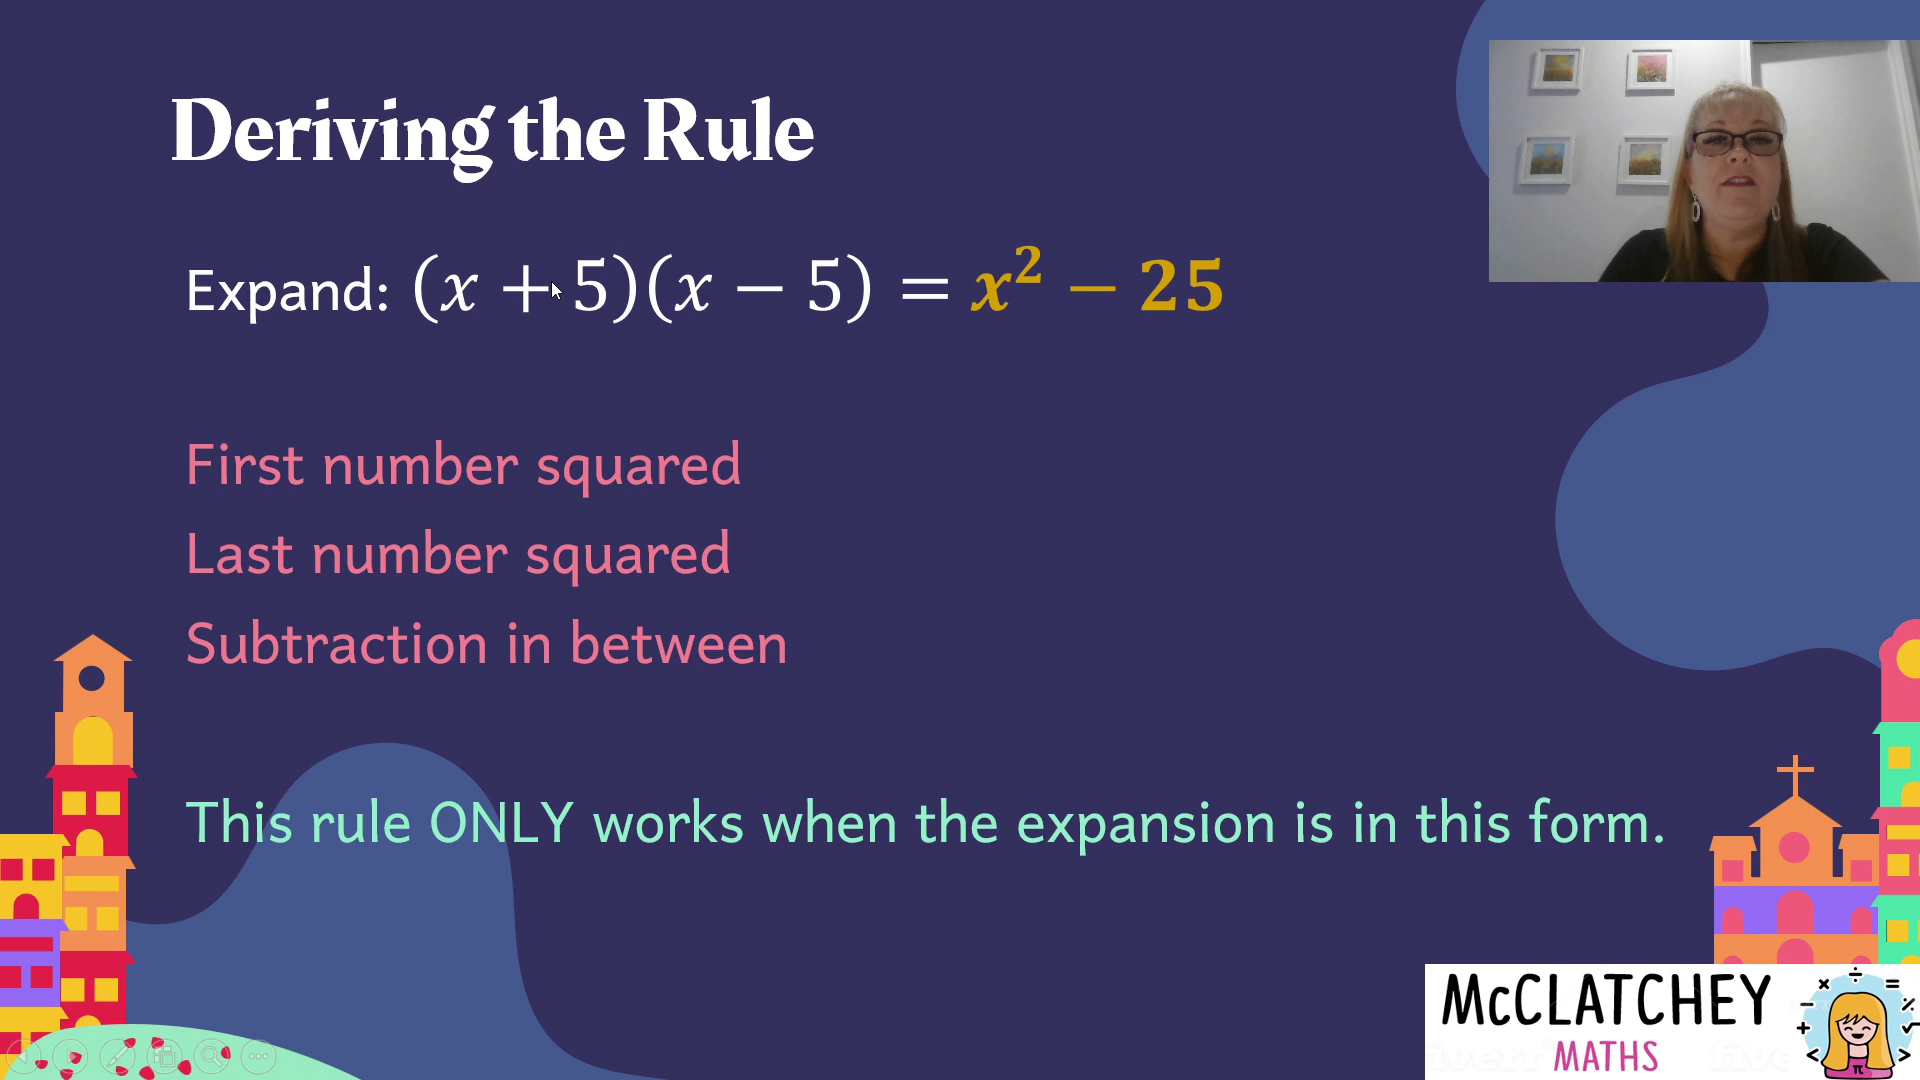 Deriving the Rule
Expand: (x + 5)(x − 5) = x² − 25
First number squared
Last number squared
Subtraction in between
This rule ONLY works when the expansion is in this form.
McCLATCHEY
MATHS